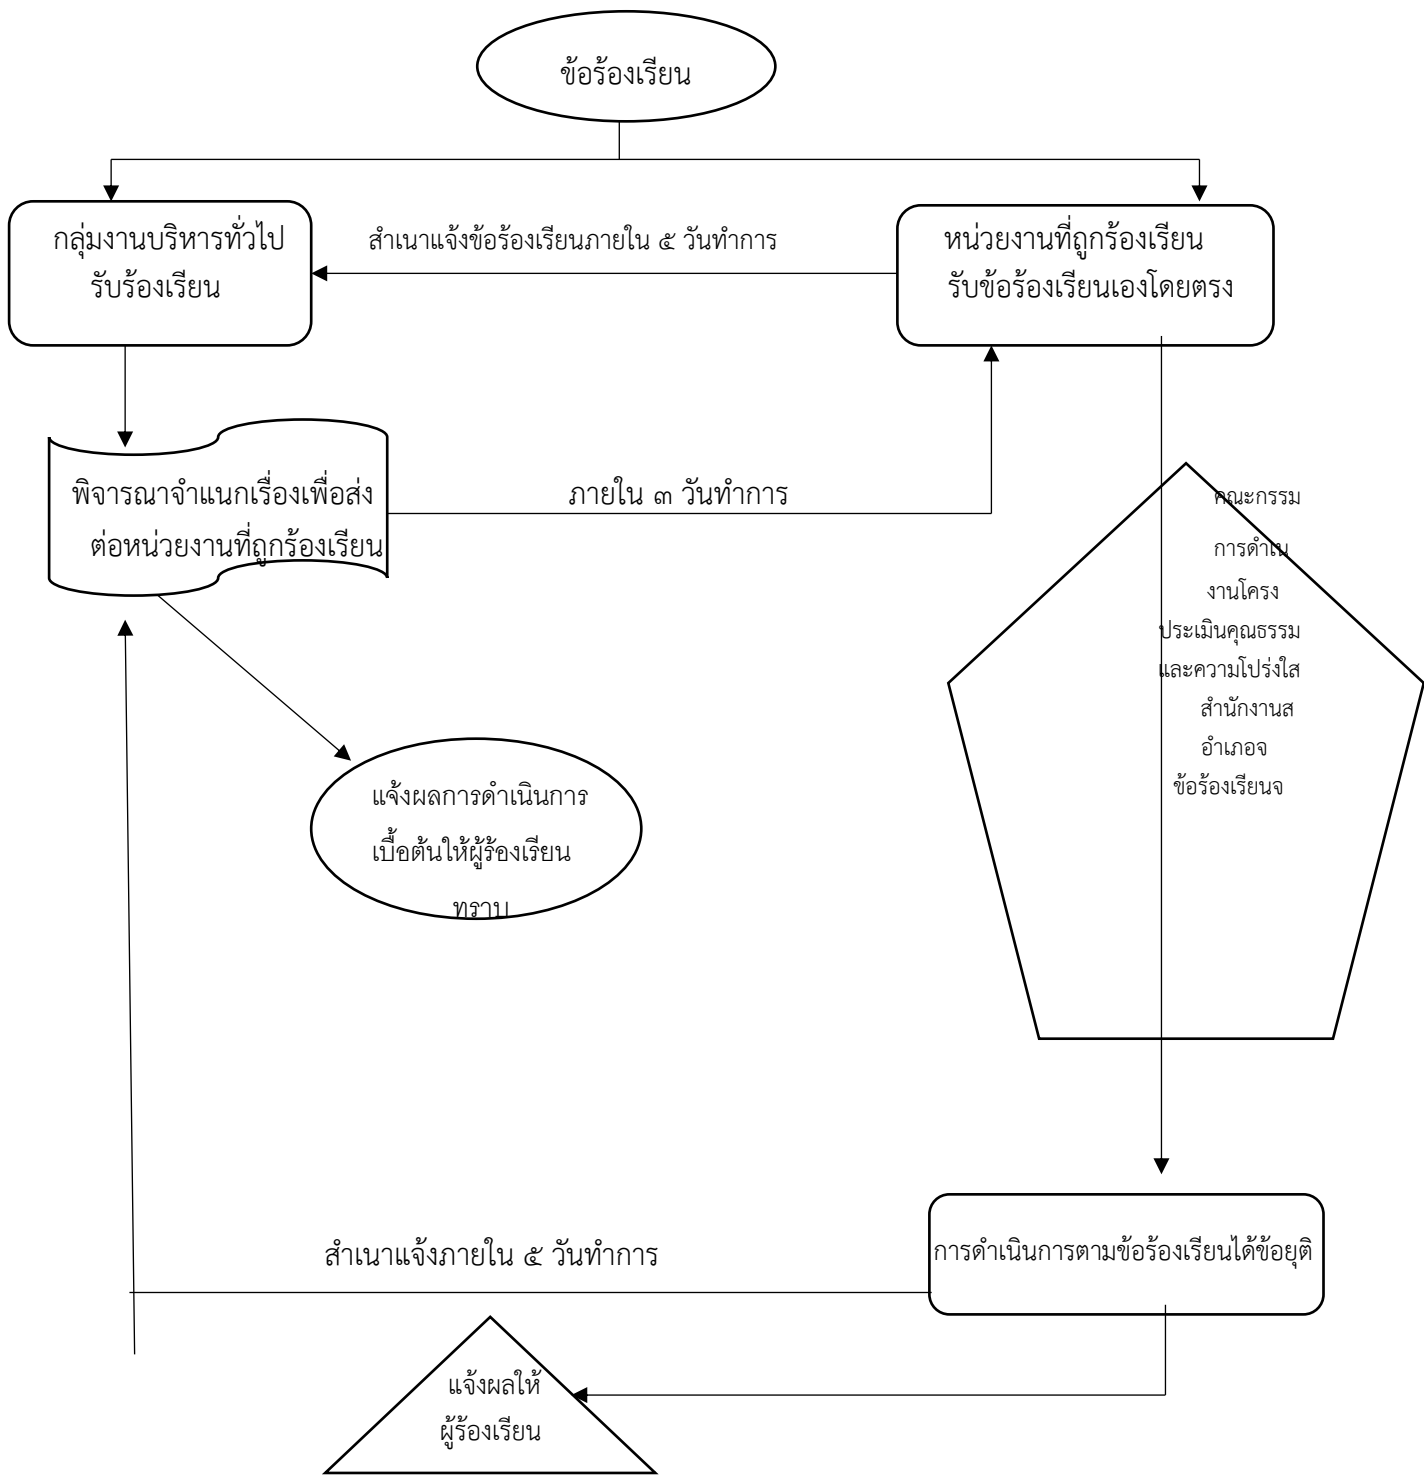 ข้อร้องเรียน
กลุ่มงานบริหารทั่วไป
รับร้องเรียน
สำเนาแจ้งข้อร้องเรียนภายใน ๕ วันทำการ
หน่วยงานที่ถูกร้องเรียน
รับข้อร้องเรียนเองโดยตรง
พิจารณาจำแนกเรื่องเพื่อส่ง
ต่อหน่วยงานที่ถูกร้องเรียน
ภายใน ๓ วันทำการ
คณะกรรม
การดำเน
งานโครง
ประเมินคุณธรรม
และความโปร่งใส
สำนักงานส
อำเภอจ
ข้อร้องเรียนจ
แจ้งผลการดำเนินการ
เบื้อต้นให้ผู้ร้องเรียน
ทราบ
สำเนาแจ้งภายใน ๕ วันทำการ
การดำเนินการตามข้อร้องเรียนได้ข้อยุติ
แจ้งผลให้
ผู้ร้องเรียน